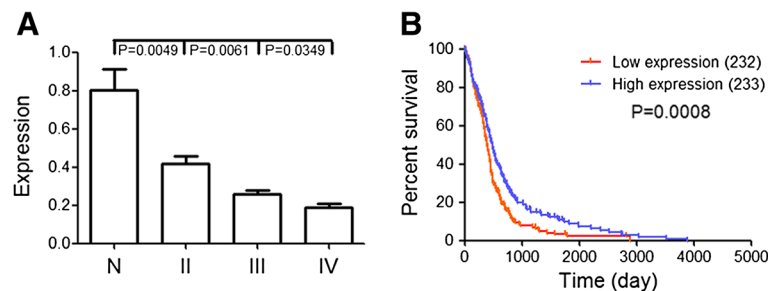 A
P=0.0049 P=0.0061 P=0.0349
Expression
1.0
0.8
0.6
0.4
0.2
0.0
N II III IV
B
Percent survival
100
80
60
40
20
0
Low expression (232)
High expression (233)
P=0.0008
0 1000 2000 3000 4000 5000
Time (day)